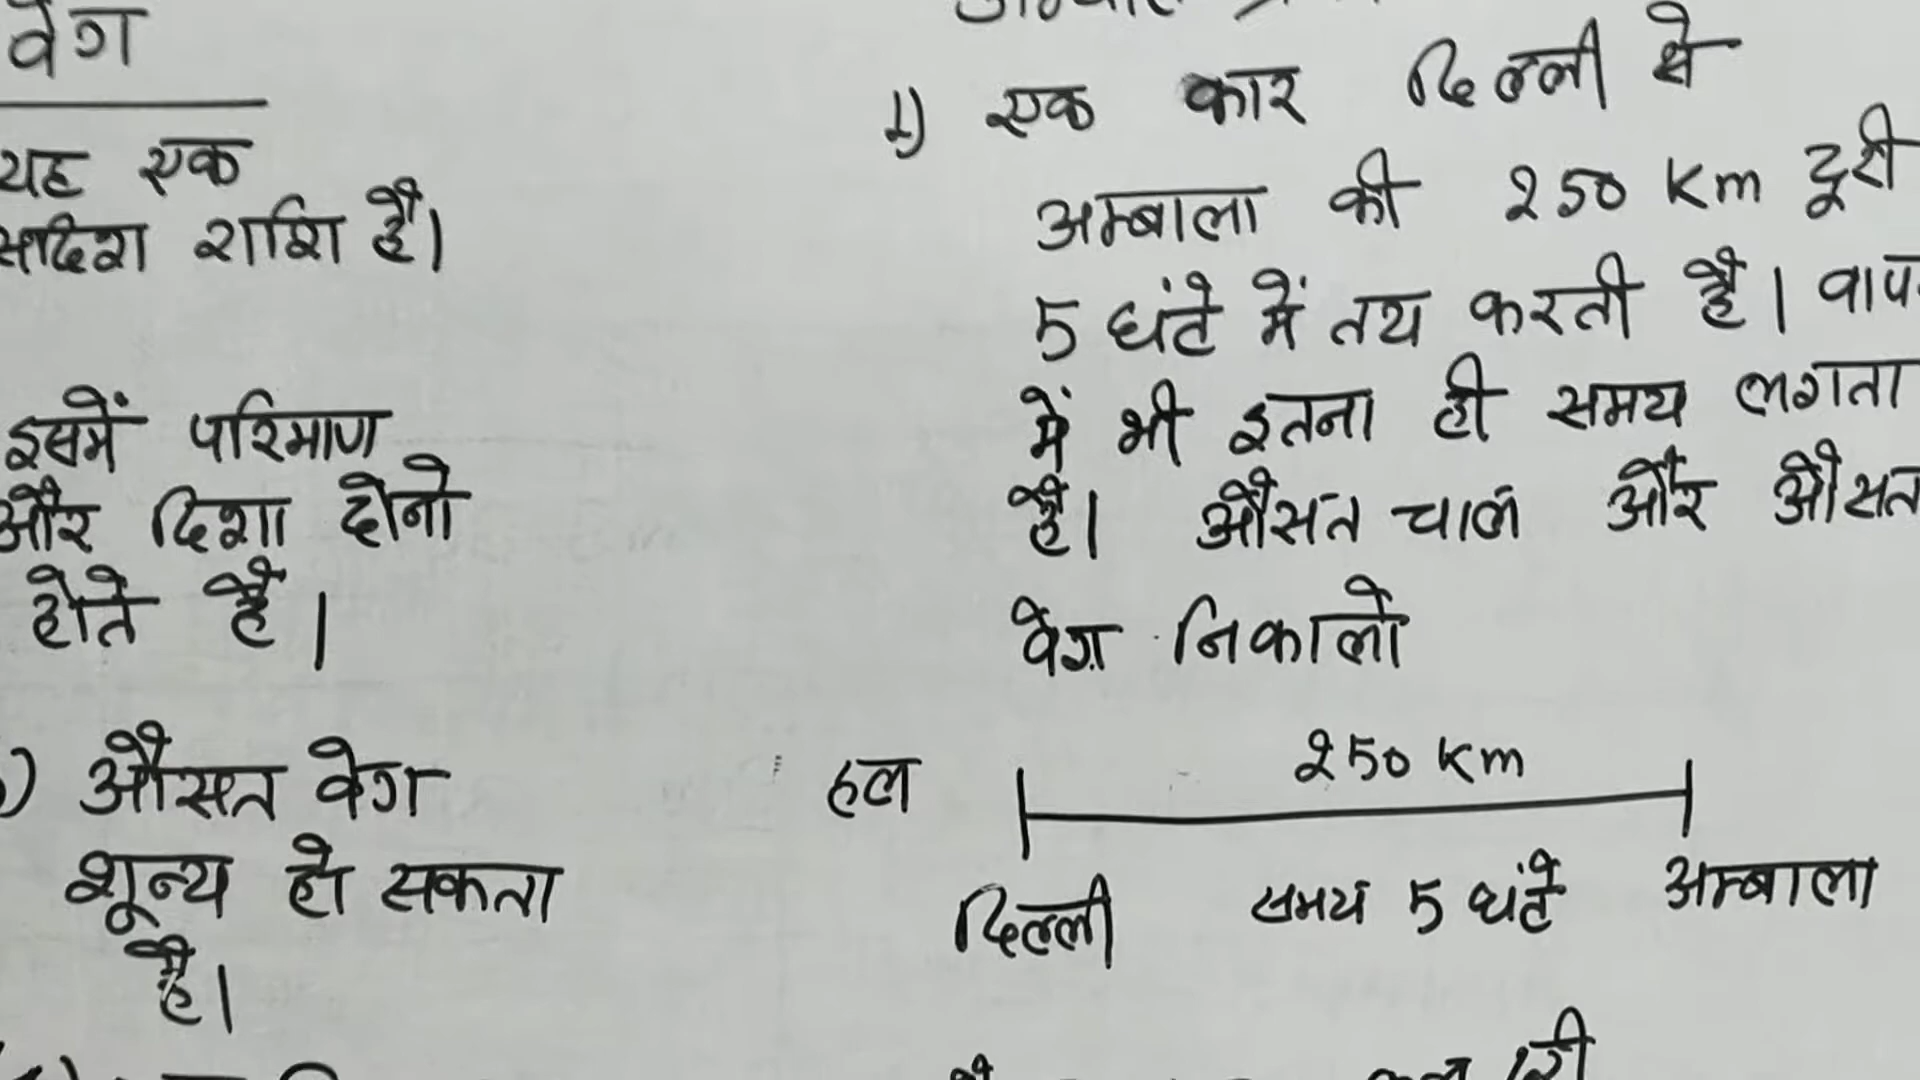 वेग
यह एक
सदिश राशि है।
इसमें परिमाण
और दिशा दोनो
होते है।
) औसत वेग
शून्य हो सकता
है।
1) एक कार दिल्ली से
अम्बाला की 250 Km दूरी
5 घंटे में तय करती है। वाप
में भी इतना ही समय लगता
है। औसत चाल और औसत
वेग निकालो
हल 250 Km
दिल्ली समय 5 घंटे अम्बाला